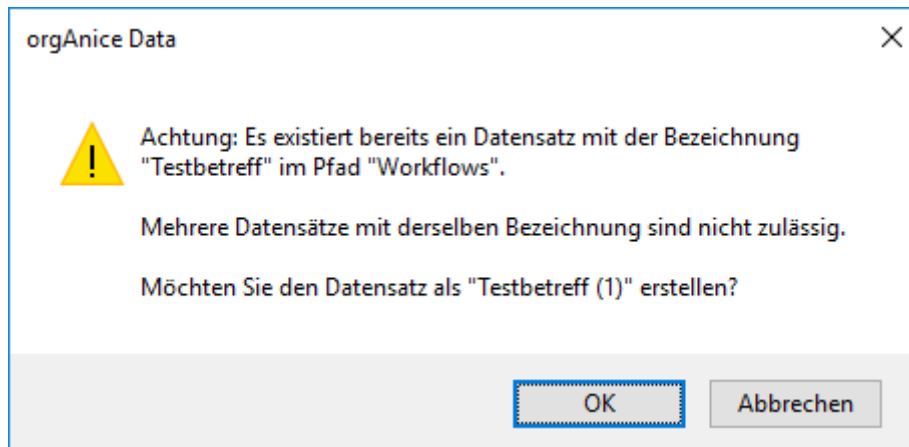 orgAnice Data
Achtung: Es existiert bereits ein Datensatz mit der Bezeichnung
"Testbetreff" im Pfad "Workflows".
Mehrere Datensätze mit derselben Bezeichnung sind nicht zulässig.
Möchten Sie den Datensatz als "Testbetreff (1)" erstellen?
OK
Abbrechen